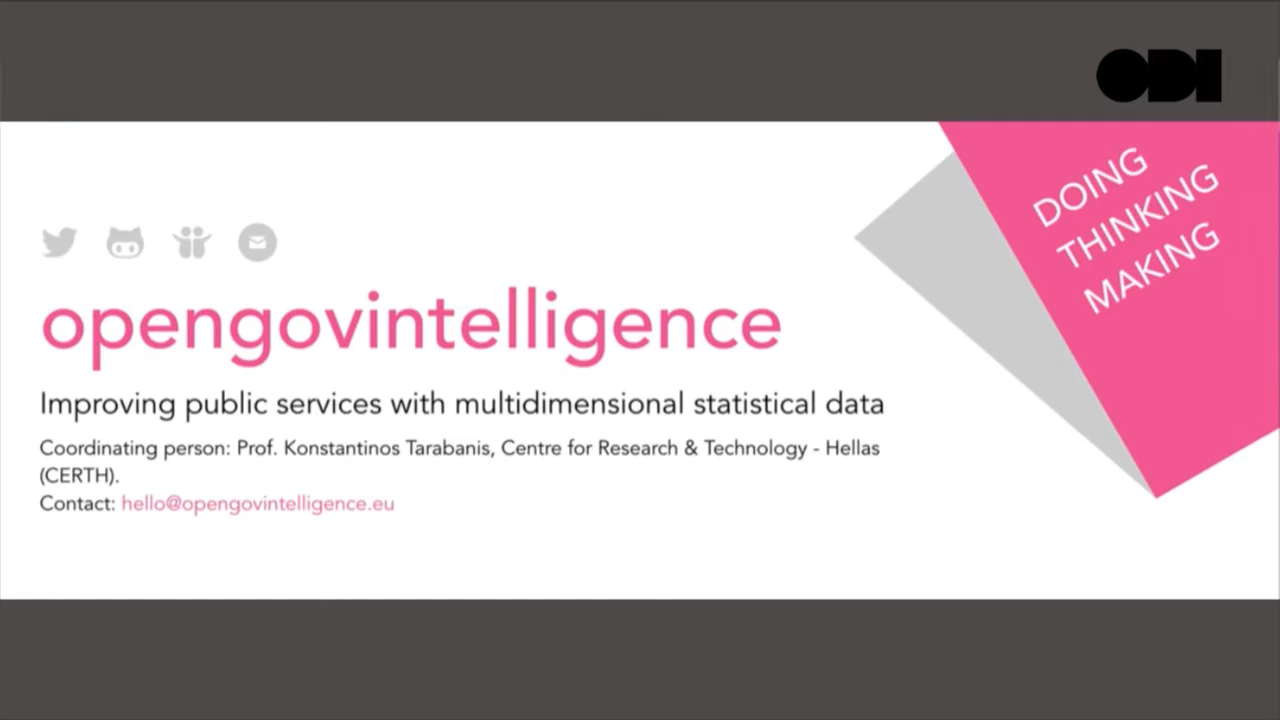 ODI
DOING
THINKING
MAKING
opengovintelligence
Improving public services with multidimensional statistical data
Coordinating person: Prof. Konstantinos Tarabanis, Centre for Research & Technology - Hellas
(CERTH).
Contact: hello@opengovintelligence.eu